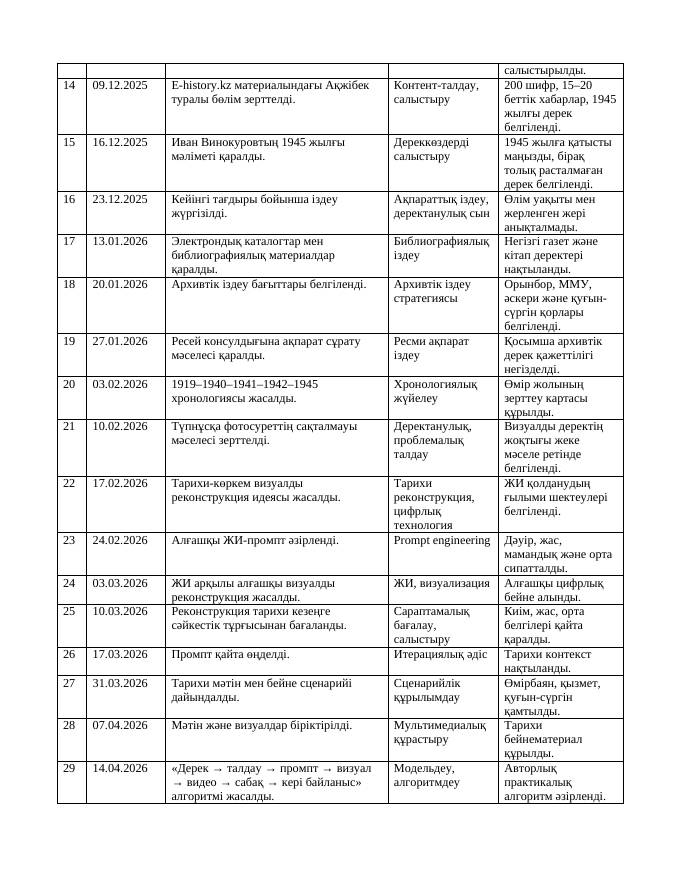 салыстырылды.
14 09.12.2025 E-history.kz материалындағы Ақжібек Контент-талдау, 200 шифр, 15–20
туралы бөлім зерттелді. салыстыру беттік хабарлар, 1945
жылғы дерек
белгіленді.
15 16.12.2025 Иван Винокуровтың 1945 жылғы Дереккөздерді 1945 жылға қатысты
мәліметі қаралды. салыстыру маңызды, бірақ
толық расталмаған
дерек белгіленді.
16 23.12.2025 Кейінгі тағдыры бойынша іздеу Ақпараттық іздеу, Өлім уақыты мен
жүргізілді. деректанулық сын жерленген жері
анықталмады.
17 13.01.2026 Электрондық каталогтар мен Библиографиялық Негізгі газет және
библиографиялық материалдар іздеу кітап деректері
қаралды. нақтыланды.
18 20.01.2026 Архивтік іздеу бағыттары белгіленді. Архивтік іздеу Орынбор, ММУ,
стратегиясы әскери және қуғын-
сүргін қорлары
белгіленді.
19 27.01.2026 Ресей консулдығына ақпарат сұрату Ресми ақпарат Қосымша архивтік
мәселесі қаралды. іздеу дерек қажеттілігі
негізделді.
20 03.02.2026 1919–1940–1941–1942–1945 Хронологиялық Өмір жолының
хронологиясы жасалды. жүйелеу зерттеу картасы
құрылды.
21 10.02.2026 Түпнұсқа фотосуреттің сақталмауы Деректанулық, Визуалды деректің
мәселесі зерттелді. проблемалық жоқтығы жеке
талдау мәселе ретінде
белгіленді.
22 17.02.2026 Тарихи-көркем визуалды Тарихи ЖИ қолданудың
реконструкция идеясы жасалды. реконструкция, ғылыми шектеулері
цифрлық белгіленді.
технология
23 24.02.2026 Алғашқы ЖИ-промпт әзірленді. Prompt engineering Дәуір, жас,
мамандық және орта
сипатталды.
24 03.03.2026 ЖИ арқылы алғашқы визуалды ЖИ, визуализация Алғашқы цифрлық
реконструкция жасалды. бейне алынды.
25 10.03.2026 Реконструкция тарихи кезеңге Сараптамалық Киім, жас, орта
сәйкестік тұрғысынан бағаланды. бағалау, белгілері қайта
салыстыру қаралды.
26 17.03.2026 Промпт қайта өңделді. Итерациялық әдіс Тарихи контекст
нақтыланды.
27 31.03.2026 Тарихи мәтін мен бейне сценарийі Сценарийлік Өмірбаян, қызмет,
дайындалды. құрылымдау қуғын-сүргін
қамтылды.
28 07.04.2026 Мәтін және визуалдар біріктірілді. Мультимедиалық Тарихи
құрастыру бейнематериал
құрылды.
29 14.04.2026 «Дерек → талдау → промпт → визуал Модельдеу, Авторлық
→ видео → сабақ → кері байланыс» алгоритмдеу практикалық
алгоритмі жасалды. алгоритм әзірленді.